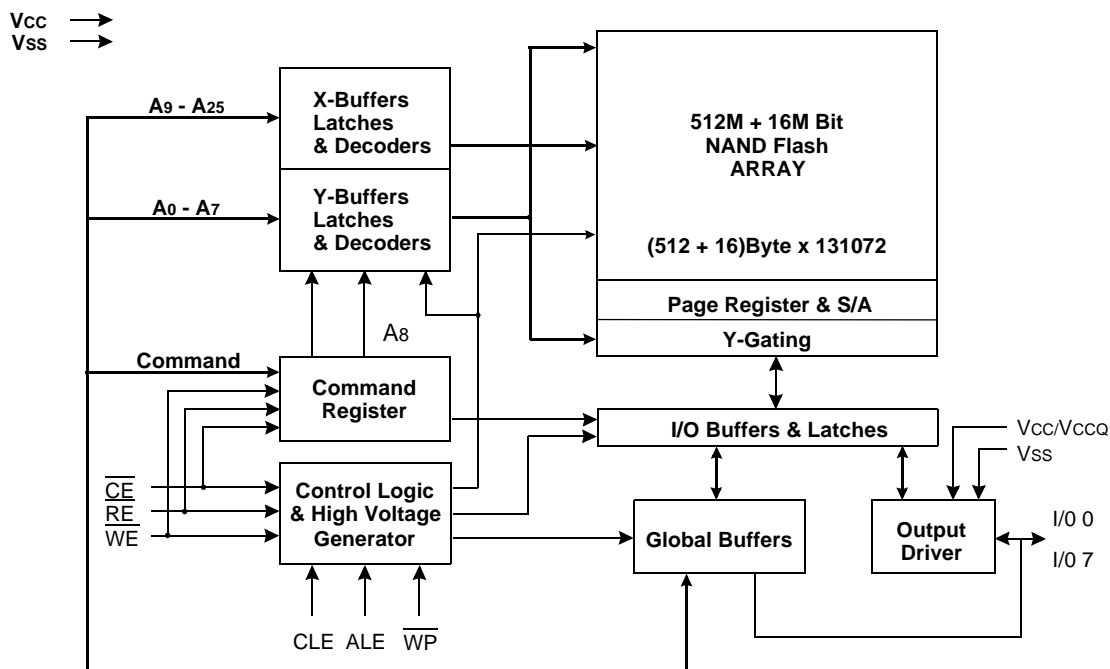 VCC
VSS
A9 - A25
X-Buffers
Latches
& Decoders
512M + 16M Bit
NAND Flash
ARRAY
A0 - A7
Y-Buffers
Latches
& Decoders
(512 + 16)Byte x 131072
Page Register & S/A
Y-Gating
A8
Command
Command
Register
I/O Buffers & Latches
VCC/VCCQ
VSS
CE
RE
WE
Control Logic
& High Voltage
Generator
Global Buffers
Output
Driver
I/0 0
I/0 7
CLE
ALE
WP